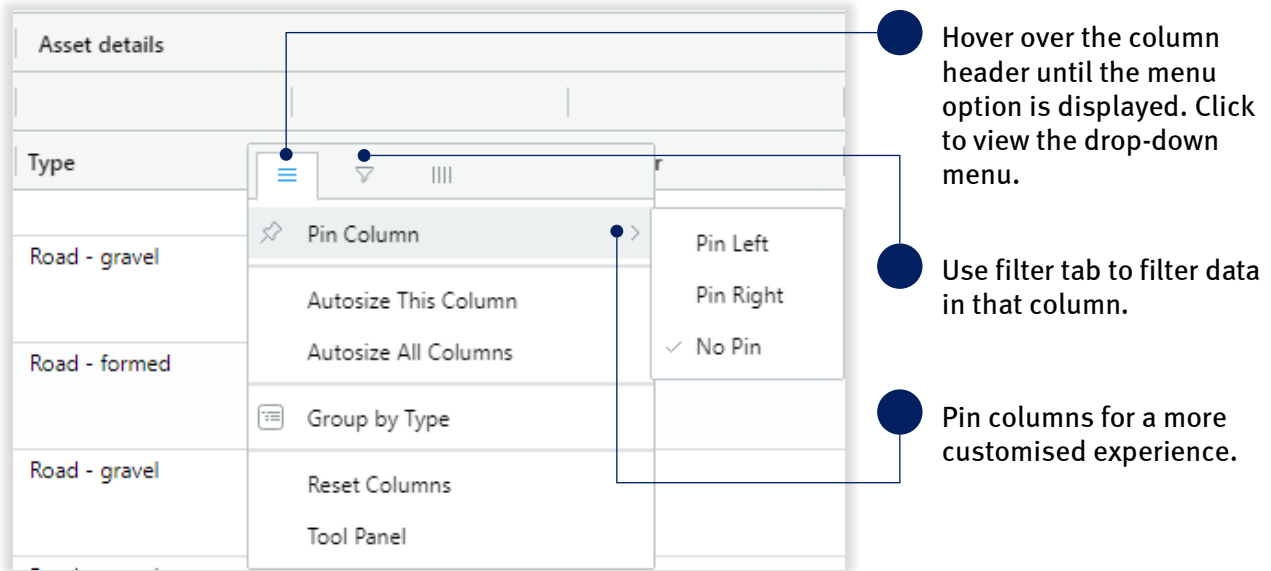 Asset details
Type
r
Pin Column
Pin Left
Pin Right
No Pin
Autosize This Column
Autosize All Columns
Group by Type
Reset Columns
Tool Panel
Road - gravel
Road - formed
Road - gravel
Hover over the column
header until the menu
option is displayed. Click
to view the drop-down
menu.
Use filter tab to filter data
in that column.
Pin columns for a more
customised experience.